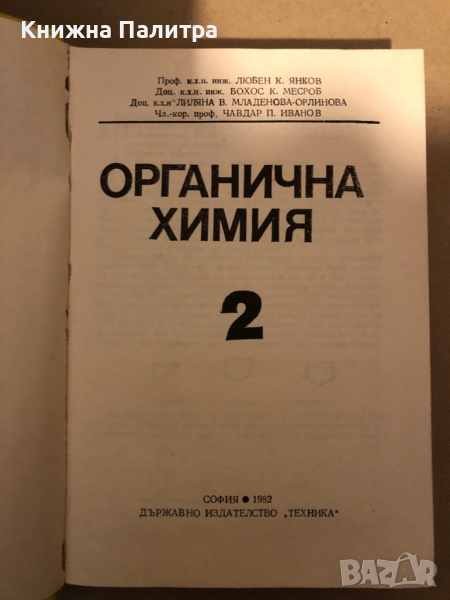 Книжна Палитра
Проф. к.х.н. инж. ЛЮБЕН К. ЯНКОВ
Доц. к.х.н. инж. БОХОС К. МЕСРОБ
Доц. к.х.н ЛИЛЯНА В. МЛАДЕНОВА-ОРЛИНОВА
Чл.-кор. проф. ЧАВДАР П. ИВАНОВ
ОРГАНИЧНА
ХИМИЯ
2
СОФИЯ ● 1982
ДЪРЖАВНО ИЗДАТЕЛСТВО „ТЕХНИКА"
BAZAR